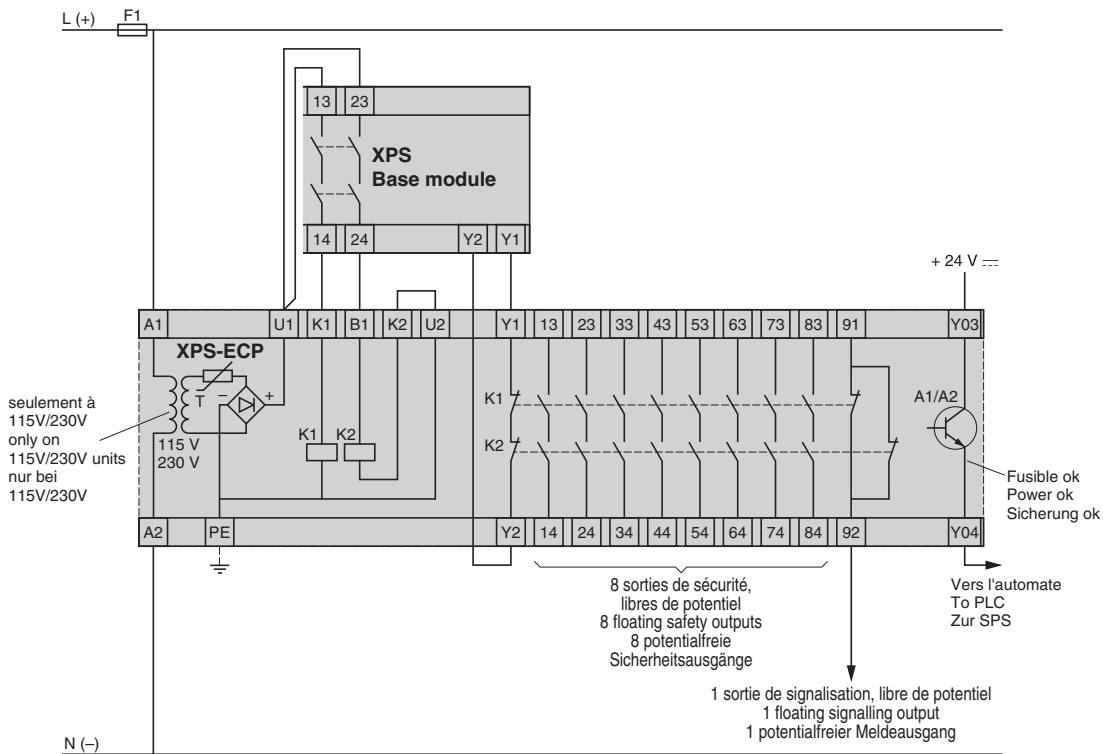 L (+)
F1
13 23
XPS
Base module
14 24 Y2 Y1
+ 24 V
A1 U1 K1 B1 K2 U2 Y1 13 23 33 43 53 63 73 83 91 Y03
XPS-ECP
T
– +
115 V
230 V
K1 K2
K1
K2
A1/A2
seulement à
115V/230V
only on
115V/230V units
nur bei
115V/230V
Fusible ok
Power ok
Sicherung ok
A2 PE Y2 14 24 34 44 54 64 74 84 92 Y04
8 sorties de sécurité,
libres de potentiel
8 floating safety outputs
8 potentialfreie
Sicherheitsausgänge
Vers l'automate
To PLC
Zur SPS
1 sortie de signalisation, libre de potentiel
1 floating signalling output
1 potentialfreier Meldeausgang
N (–)